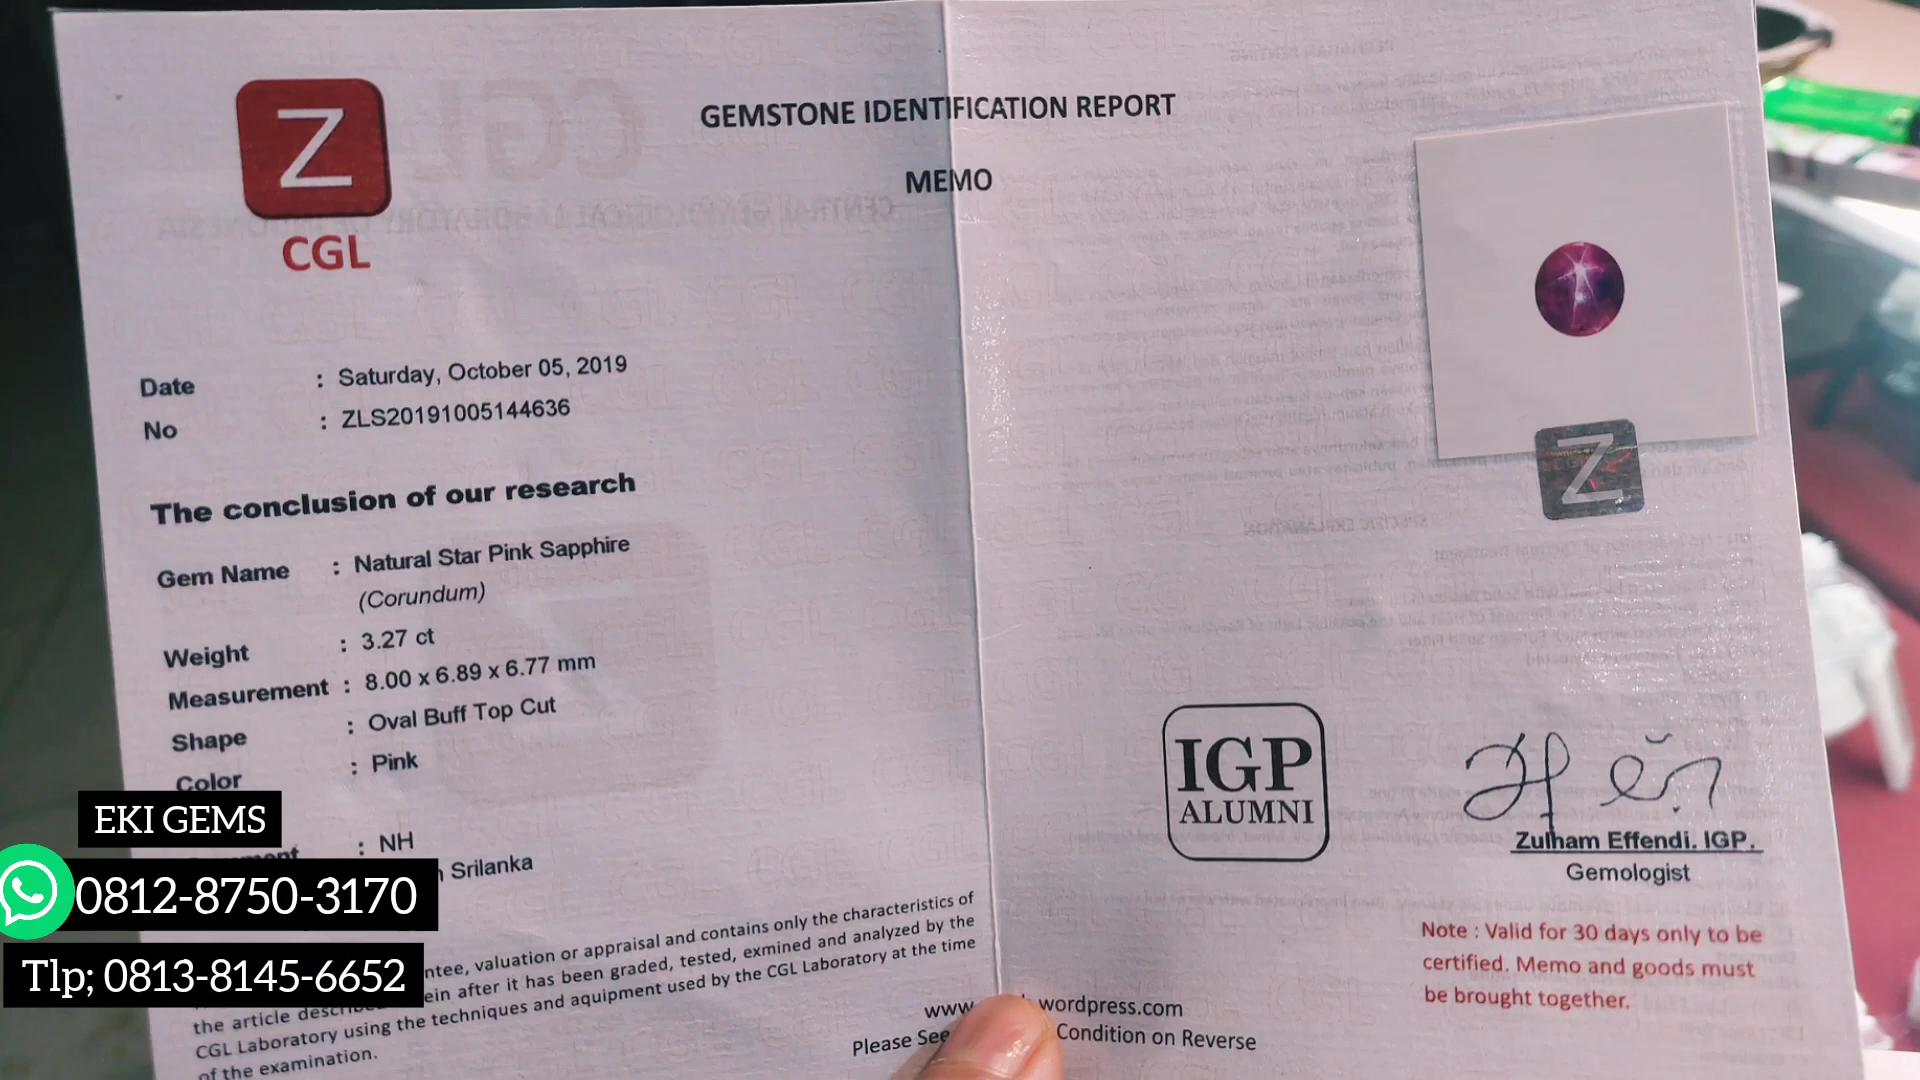 Z
CGL
GEMSTONE IDENTIFICATION REPORT
MEMO
Date : Saturday, October 05, 2019
No : ZLS20191005144636
The conclusion of our research
Gem Name : Natural Star Pink Sapphire
(Corundum)
Weight : 3.27 ct
Measurement : 8.00 x 6.89 x 6.77 mm
Shape : Oval Buff Top Cut
Color : Pink
: NH
Srilanka
EKI GEMS
0812-8750-3170
Tlp; 0813-8145-6652
ntee, valuation or appraisal and contains only the characteristics of
the article described ein after it has been graded, tested, exmined and analyzed by the
CGL Laboratory using the techniques and aquipment used by the CGL Laboratory at the time
of the examination.
www wordpress.com
Please See Condition on Reverse
Z
IGP
ALUMNI
Zulham Effendi. IGP.
Gemologist
Note : Valid for 30 days only to be
certified. Memo and goods must
be brought together.